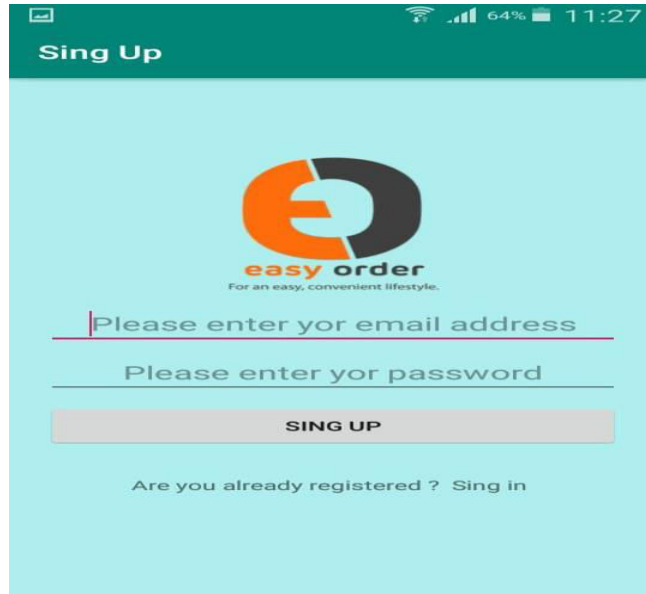 64% 11:27
Sing Up
easy order
For an easy, convenient lifestyle.
Please enter yor email address
Please enter yor password
SING UP
Are you already registered ? Sing in